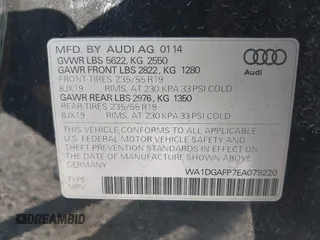 MFD. BY AUDI AG 01 14
GVWR LBS 5622, KG 2550
GAWR FRONT LBS 2822, KG 1280
FRONT-TIRES 235/55 R19
8JX19 RIMS, AT 230 KPA 33 PSI COLD
GAWR REAR LBS 2976, KG 1350
REAR TIRES 235/55 R19
8JX19 RIMS, AT 230 KPA 33 PSI COLD
Audi
THIS VEHICLE CONFORMS TO ALL APPLICABLE
U.S. FEDERAL MOTOR VEHICLE SAFETY AND
THEFT PREVENTION STANDARDS IN EFFECT ON
THE DATE OF MANUFACTURE SHOWN ABOVE.
WA1DGAFP7EA079220
TYPE:
MPV
DREAMBID